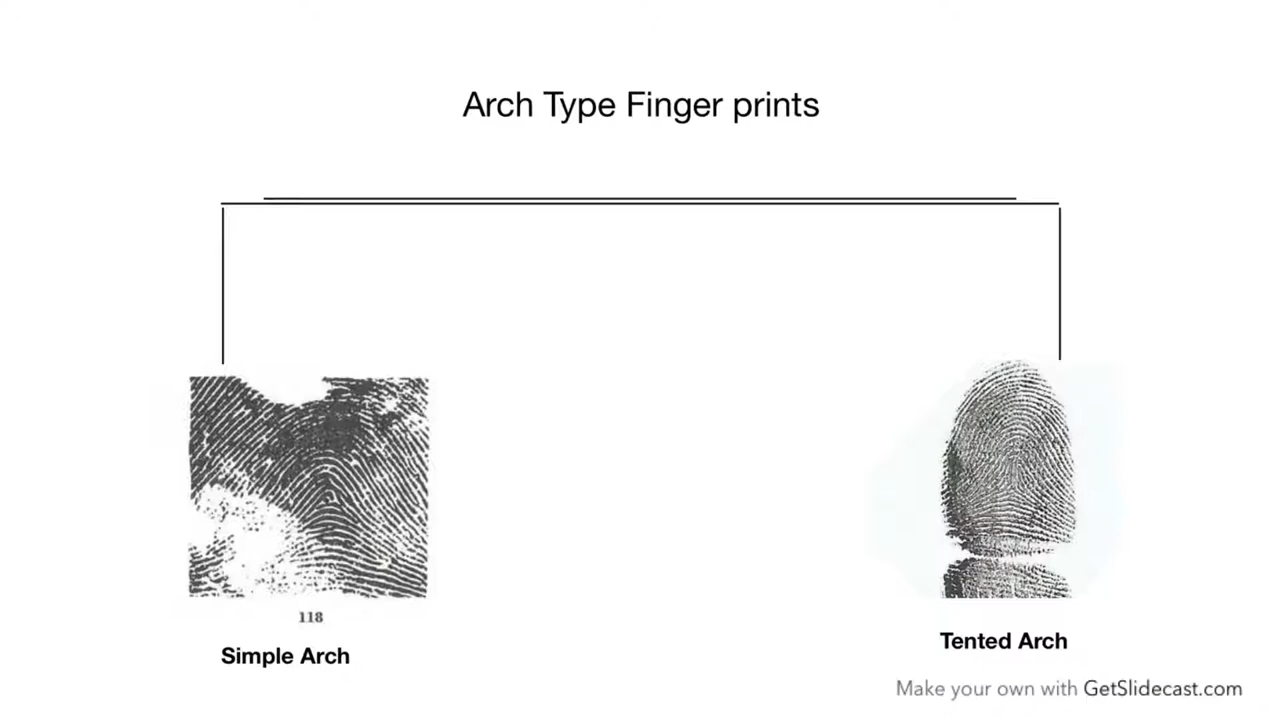 Arch Type Finger prints
118
Simple Arch
Tented Arch
Make your own with GetSlidecast.com